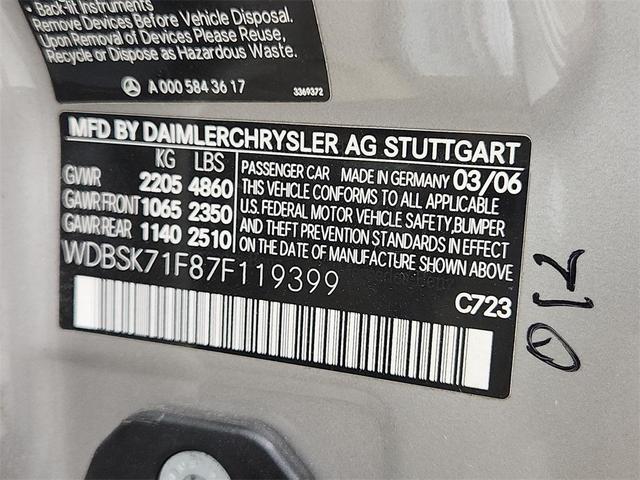 • Back-fit Instruments
Remove Devices Before Vehicle Disposal.
Upon Removal of Devices Please Reuse,
Recycle or Dispose as Hazardous Waste.
A 000 584 36 17
3369372
MFD BY DAIMLERCHRYSLER AG STUTTGART
KG LBS
GVWR 2205 4860
GAWR FRONT 1065 2350
GAWR REAR 1140 2510
PASSENGER CAR MADE IN GERMANY 03/06
THIS VEHICLE CONFORMS TO ALL APPLICABLE
U.S. FEDERAL MOTOR VEHICLE SAFETY, BUMPER
AND THEFT PREVENTION STANDARDS IN EFFECT
ON THE DATE OF MANUFACTURE SHOWN ABOVE
WDBSK71F87F119399
C723